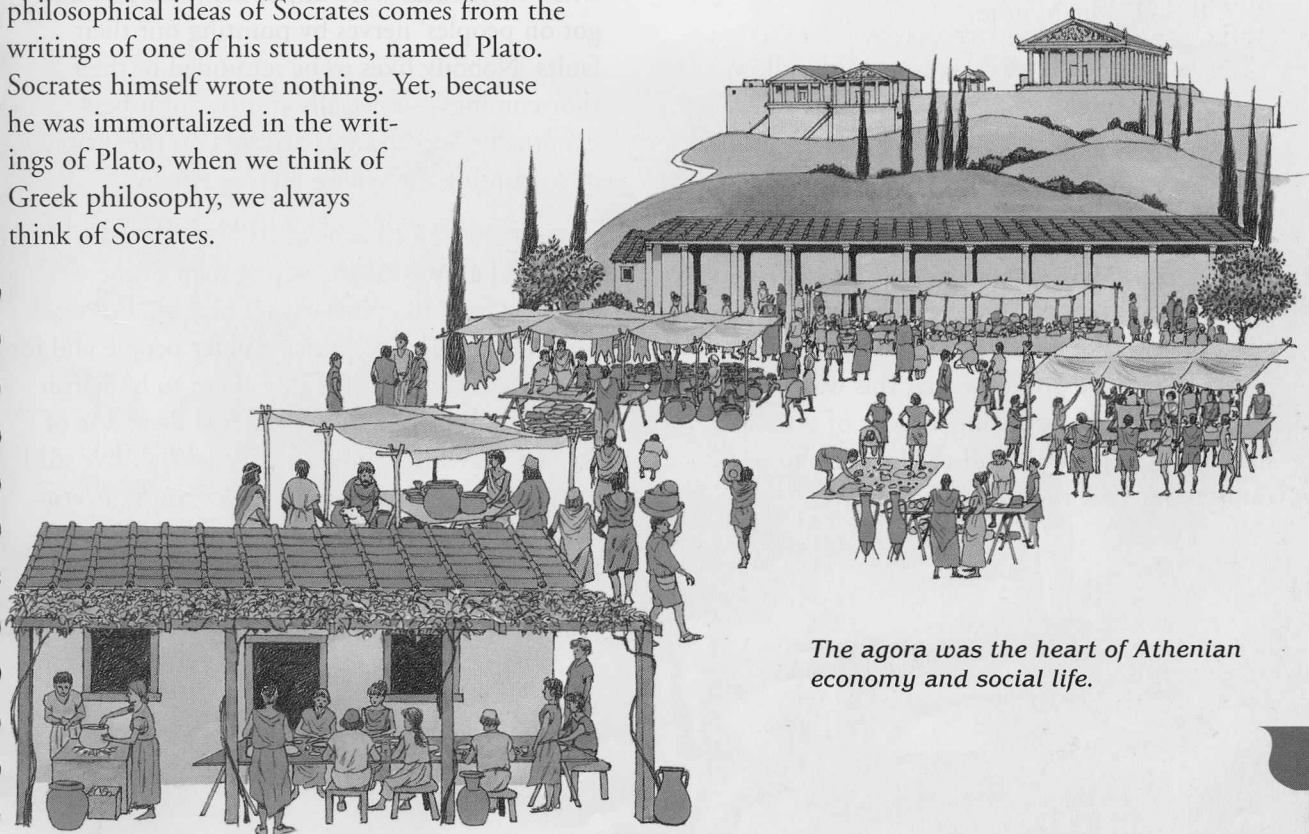 philosophical ideas of Socrates comes from the
writings of one of his students, named Plato.
Socrates himself wrote nothing. Yet, because
he was immortalized in the writ-
ings of Plato, when we think of
Greek philosophy, we always
think of Socrates.
The agora was the heart of Athenian
economy and social life.